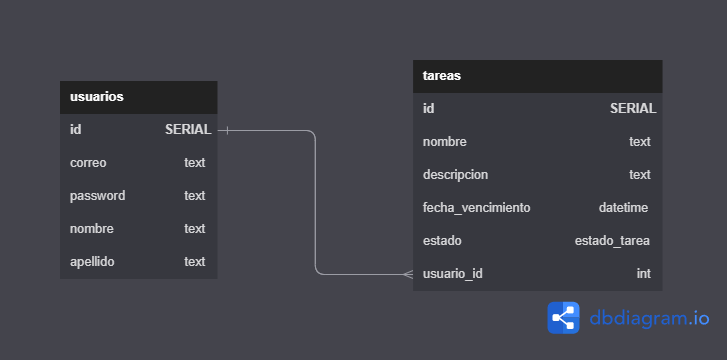 usuarios
id SERIAL
correo text
password text
nombre text
apellido text
tareas
id SERIAL
nombre text
descripcion text
fecha_vencimiento datetime
estado estado_tarea
usuario_id int
dbdiagram.io